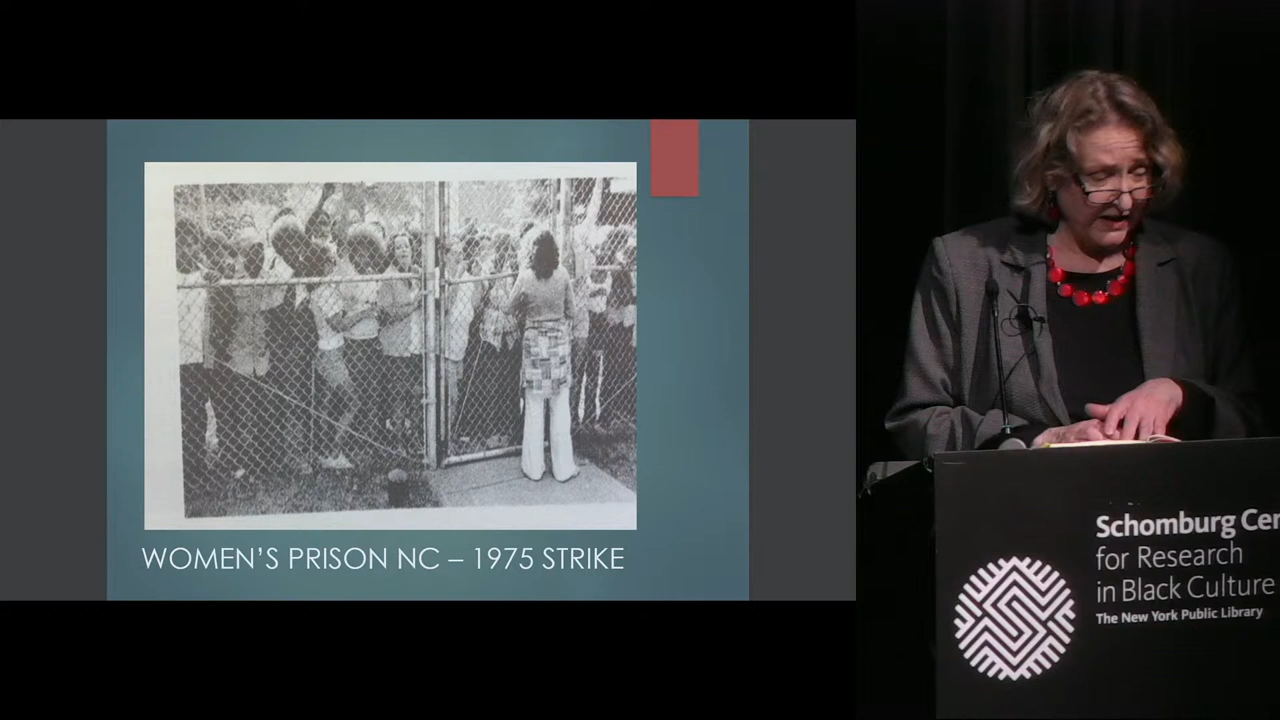 WOMEN'S PRISON NC – 1975 STRIKE
Schomburg Cen
for Research
in Black Culture
The New York Public Library